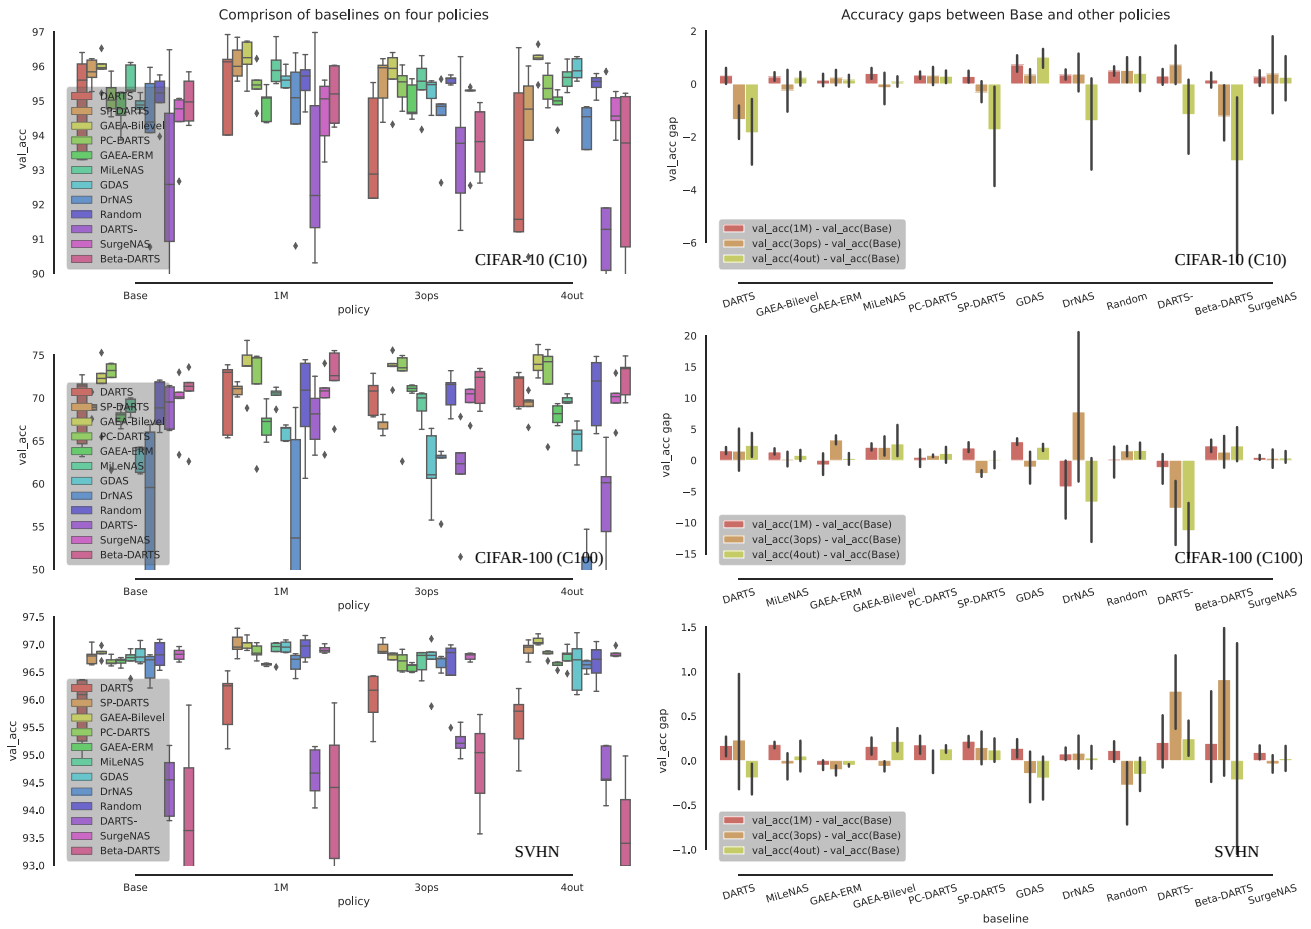 Comprison of baselines on four policies
97
96
95
94
93
92
91
90
val_acc
DARTS
SP-DARTS
GAEA-Bilevel
PC-DARTS
GAEA-ERM
MiLeNAS
GDAS
DrNAS
Random
DARTS-
SurgeNAS
Beta-DARTS
CIFAR-10 (C10)
Base 1M 3ops 4out
policy
Accuracy gaps between Base and other policies
2
0
−2
−4
−6
val_acc gap
val_acc(1M) - val_acc(Base)
val_acc(3ops) - val_acc(Base)
val_acc(4out) - val_acc(Base)
CIFAR-10 (C10)
DARTS GAEA-Bilevel GAEA-ERM MiLeNAS PC-DARTS SP-DARTS GDAS DrNAS Random DARTS- Beta-DARTS SurgeNAS
75
70
65
60
55
50
val_acc
DARTS
SP-DARTS
GAEA-Bilevel
PC-DARTS
GAEA-ERM
MiLeNAS
GDAS
DrNAS
Random
DARTS-
SurgeNAS
Beta-DARTS
CIFAR-100 (C100)
Base 1M 3ops 4out
policy
20
15
10
5
0
−5
−10
−15
val_acc gap
val_acc(1M) - val_acc(Base)
val_acc(3ops) - val_acc(Base)
val_acc(4out) - val_acc(Base)
CIFAR-100 (C100)
DARTS MiLeNAS GAEA-ERM GAEA-Bilevel PC-DARTS SP-DARTS GDAS DrNAS Random DARTS- Beta-DARTS SurgeNAS
97.5
97.0
96.5
96.0
95.5
95.0
94.5
94.0
93.5
93.0
val_acc
DARTS
SP-DARTS
GAEA-Bilevel
PC-DARTS
GAEA-ERM
MiLeNAS
GDAS
DrNAS
Random
DARTS-
SurgeNAS
Beta-DARTS
SVHN
Base 1M 3ops 4out
policy
1.5
1.0
0.5
0.0
−0.5
−1.0
val_acc gap
val_acc(1M) - val_acc(Base)
val_acc(3ops) - val_acc(Base)
val_acc(4out) - val_acc(Base)
SVHN
DARTS MiLeNAS GAEA-ERM GAEA-Bilevel PC-DARTS SP-DARTS GDAS DrNAS Random DARTS- Beta-DARTS SurgeNAS
baseline